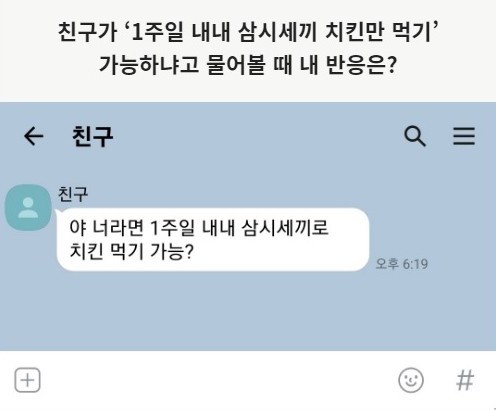 친구가 ‘1주일 내내 삼시세끼 치킨만 먹기’
가능하냐고 물어볼 때 내 반응은?
친구
친구
야 너라면 1주일 내내 삼시세끼로
치킨 먹기 가능?
오후 6:19
#